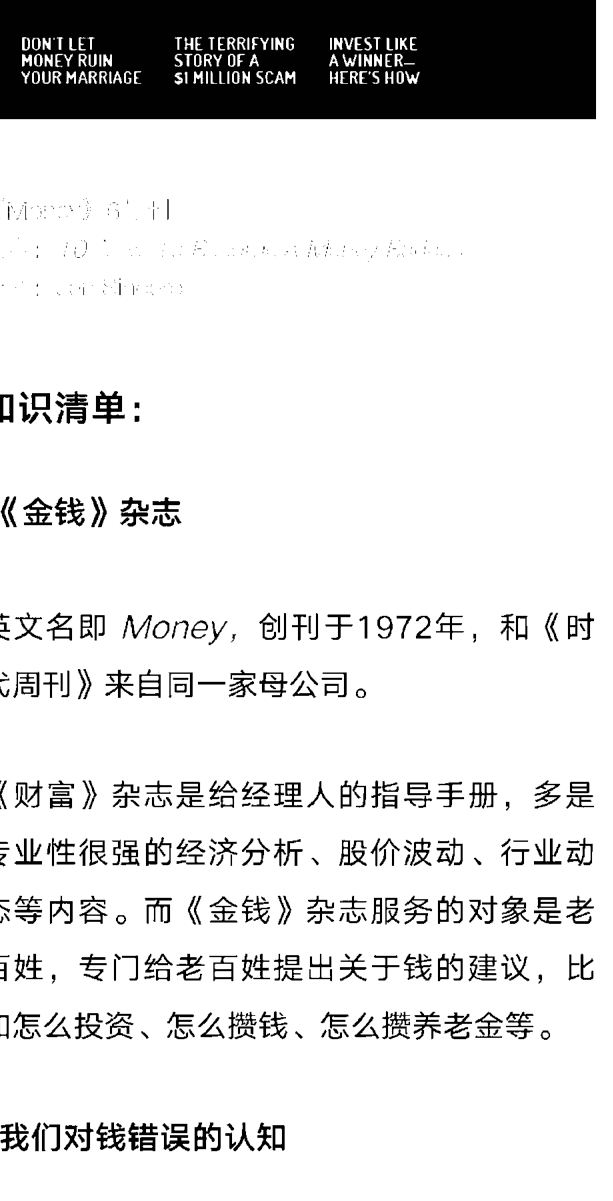 DON'T LET
MONEY RUIN
YOUR MARRIAGE
THE TERRIFYING
STORY OF A
$1 MILLION SCAM
INVEST LIKE
A WINNER—
HERE'S HOW
知识清单：
《金钱》杂志
英文名即 Money，创刊于1972年，和《时
代周刊》来自同一家母公司。
《财富》杂志是给经理人的指导手册，多是
专业性很强的经济分析、股价波动、行业动
态等内容。而《金钱》杂志服务的对象是老
百姓，专门给老百姓提出关于钱的建议，比
如怎么投资、怎么攒钱、怎么攒养老金等。
我们对钱错误的认知